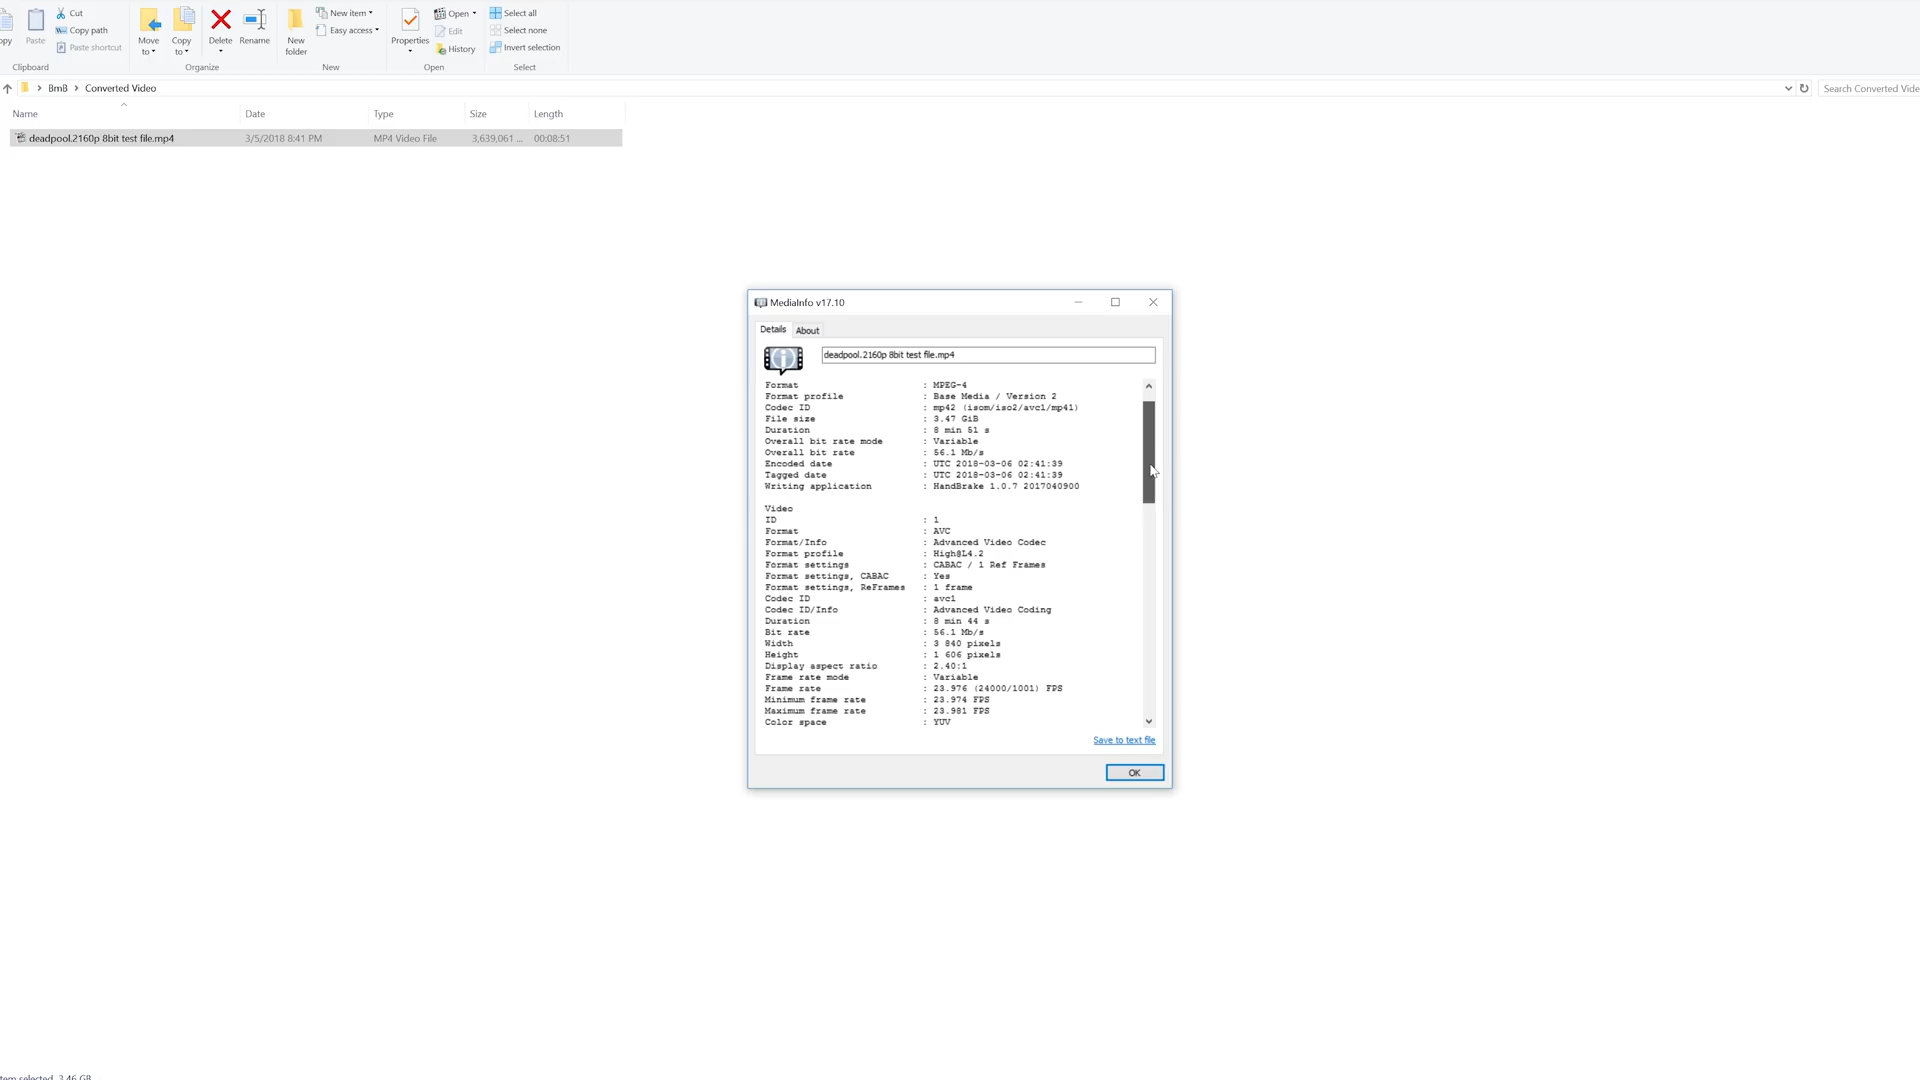 opy
Paste
Cut
Copy path
Paste shortcut
Clipboard
Move to
Copy to
Delete
Rename
Organize
New folder
New item
Easy access
New
Properties
Open
Edit
History
Open
Select all
Select none
Invert selection
Select
BmB > Converted Video
Search Converted Vide
Name Date Type Size Length
deadpool.2160p 8bit test file.mp4 3/5/2018 8:41 PM MP4 Video File 3,639,061 ... 00:08:51
MediaInfo v17.10
Details About
deadpool.2160p 8bit test file.mp4
Format : MPEG-4
Format profile : Base Media / Version 2
Codec ID : mp42 (isom/iso2/avc1/mp41)
File size : 3.47 GiB
Duration : 8 min 51 s
Overall bit rate mode : Variable
Overall bit rate : 56.1 Mb/s
Encoded date : UTC 2018-03-06 02:41:39
Tagged date : UTC 2018-03-06 02:41:39
Writing application : HandBrake 1.0.7 2017040900
Video
ID : 1
Format : AVC
Format/Info : Advanced Video Codec
Format profile : High@L4.2
Format settings : CABAC / 1 Ref Frames
Format settings, CABAC : Yes
Format settings, ReFrames : 1 frame
Codec ID : avc1
Codec ID/Info : Advanced Video Coding
Duration : 8 min 44 s
Bit rate : 56.1 Mb/s
Width : 3 840 pixels
Height : 1 606 pixels
Display aspect ratio : 2.40:1
Frame rate mode : Variable
Frame rate : 23.976 (24000/1001) FPS
Minimum frame rate : 23.974 FPS
Maximum frame rate : 23.981 FPS
Color space : YUV
Save to text file
OK
tem selected 3.46 GB